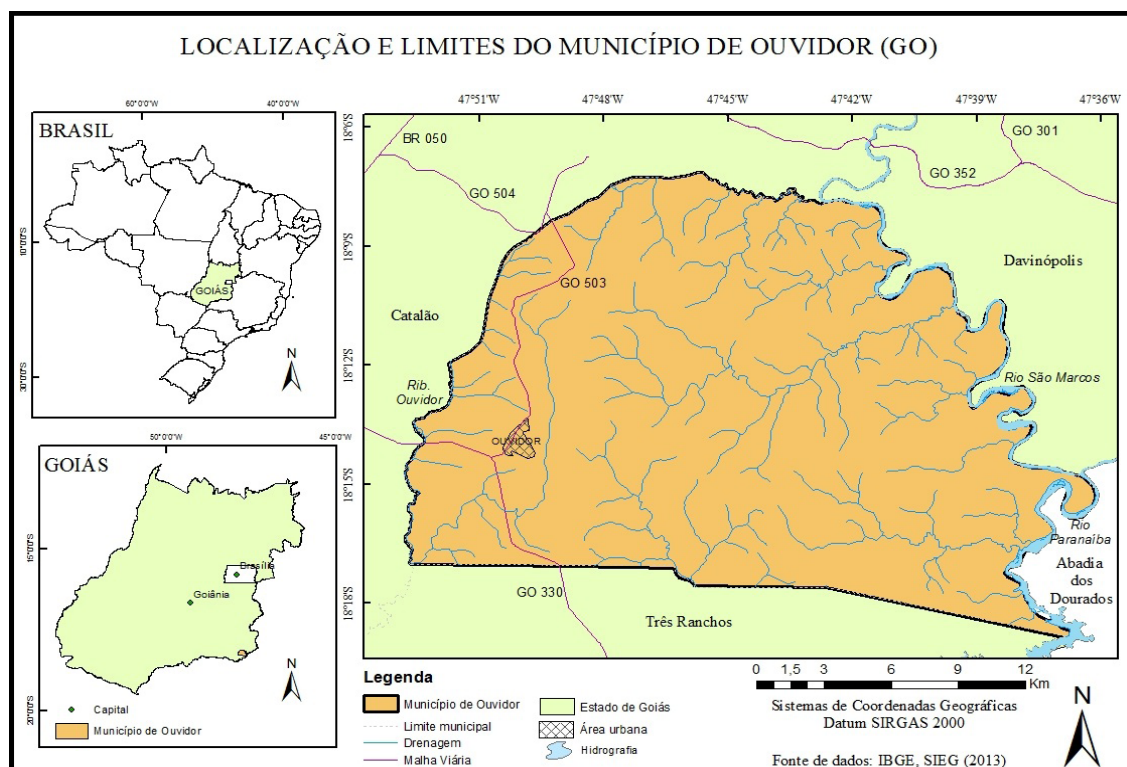 LOCALIZAÇÃO E LIMITES DO MUNICÍPIO DE OUVIDOR (GO)
60°0'0"W 40°0'0"W
BRASIL
10°0'0"S
30°0'0"S
GOIÁS
N
50°0'0"W 45°0'0"W
GOIÁS
15°0'0"S
20°0'0"S
Brasília
Goiânia
N
Capital
Município de Ouvidor
47°51'W 47°48'W 47°45'W 47°42'W 47°39'W 47°36'W
18°6'S
18°9'S
18°12'S
18°15'S
18°18'S
BR 050
GO 301
GO 352
GO 504
GO 503
Davinópolis
Catalão
Rio São Marcos
Rib.
Ouvidor
OUVIDOR
Rio
Paranaíba
Abadia
dos
Dourados
GO 330
Três Ranchos
Legenda
Município de Ouvidor
Limite municipal
Drenagem
Malha Viária
Estado de Goiás
Área urbana
Hidrografia
0 1,5 3 6 9 12
Km
Sistemas de Coordenadas Geográficas
Datum SIRGAS 2000
Fonte de dados: IBGE, SIEG (2013)
N